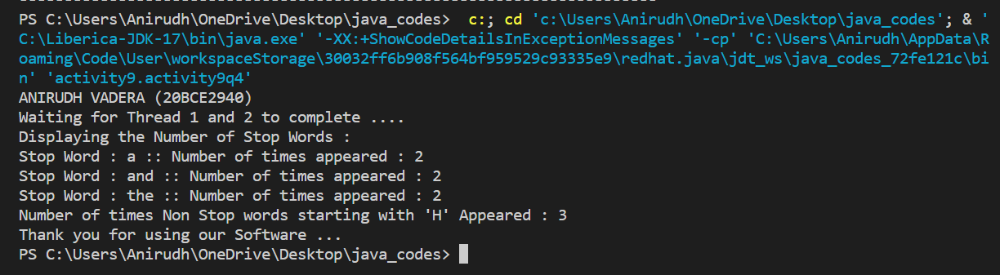 PS C:\Users\Anirudh\OneDrive\Desktop\java_codes>  c:; cd 'c:\Users\Anirudh\OneDrive\Desktop\java_codes'; & '
C:\Liberica-JDK-17\bin\java.exe' '-XX:+ShowCodeDetailsInExceptionMessages' '-cp' 'C:\Users\Anirudh\AppData\R
oaming\Code\User\workspaceStorage\30032ff6b908f564bf959529c93335e9\redhat.java\jdt_ws\java_codes_72fe121c\bi
n' 'activity9.activity9q4'
ANIRUDH VADERA (20BCE2940)
Waiting for Thread 1 and 2 to complete ....
Displaying the Number of Stop Words :
Stop Word : a :: Number of times appeared : 2
Stop Word : and :: Number of times appeared : 2
Stop Word : the :: Number of times appeared : 2
Number of times Non Stop words starting with 'H' Appeared : 3
Thank you for using our Software ...
PS C:\Users\Anirudh\OneDrive\Desktop\java_codes>